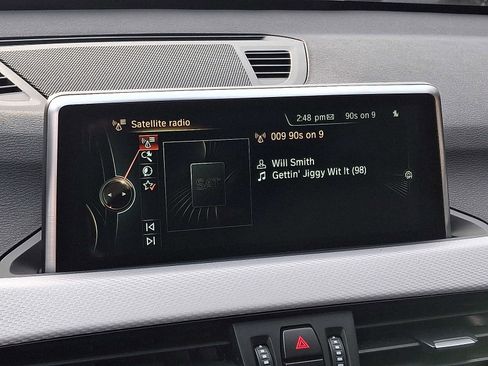 Satellite radio
2:48 pm
90s on 9
009 90s on 9
Will Smith
Gettin' Jiggy Wit It (98)
SAT